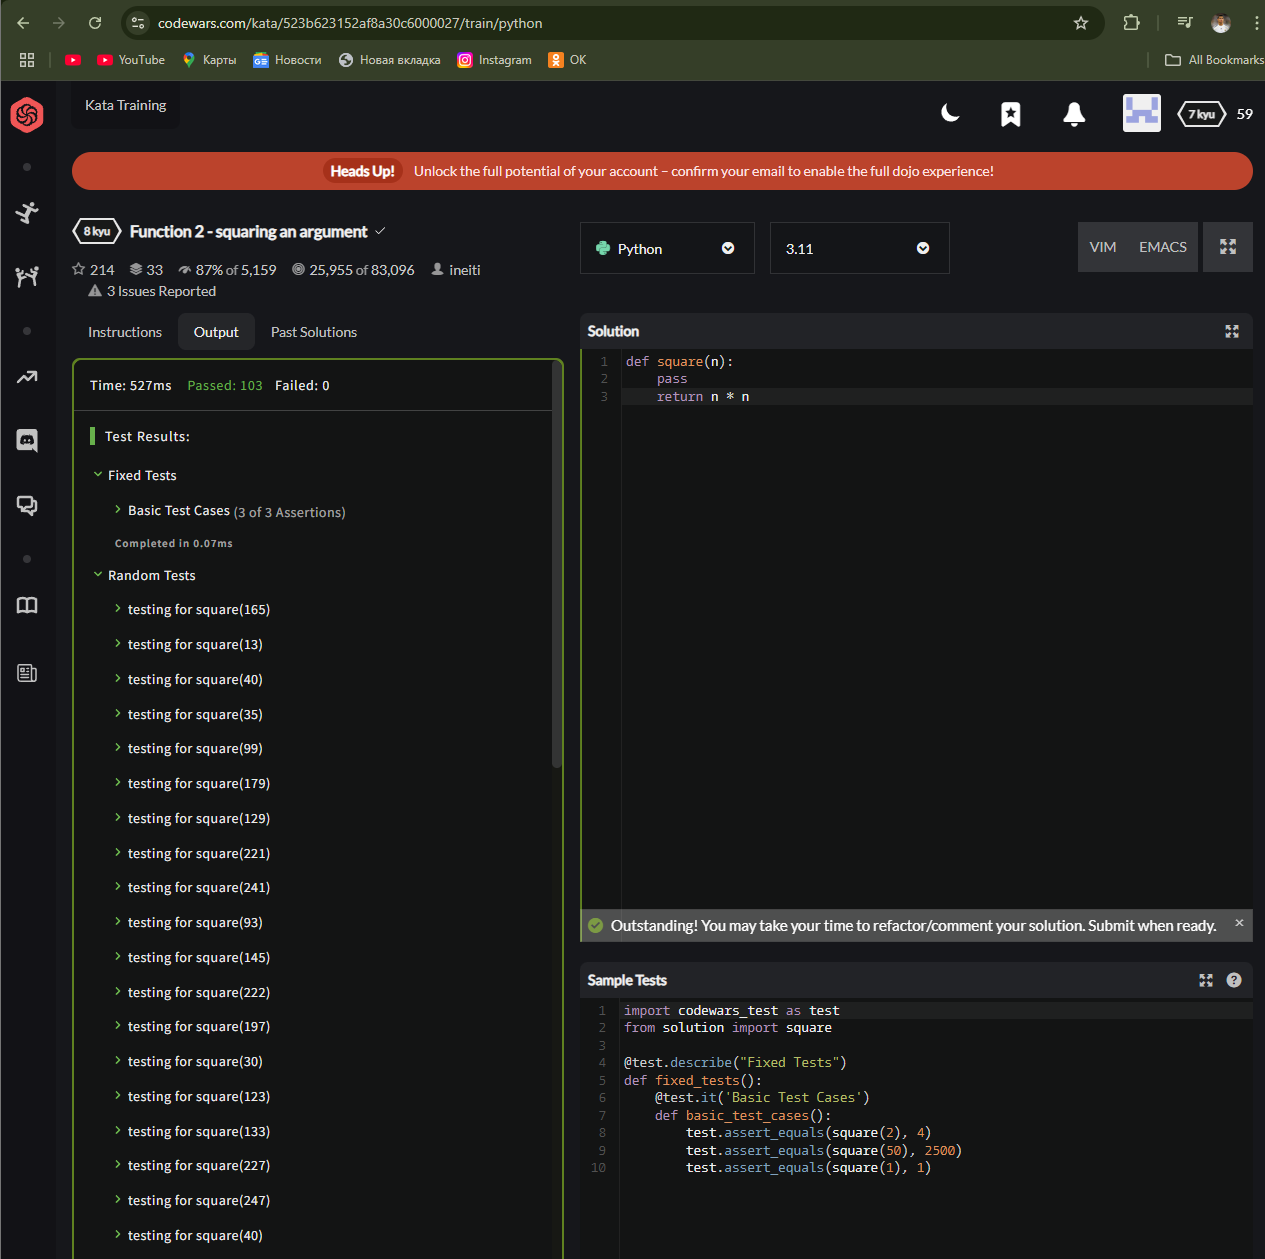 codewars.com/kata/523b623152af8a30c6000027/train/python
YouTube Карты Новости Новая вкладка Instagram OK All Bookmarks
Kata Training
7 kyu 59
Heads Up! Unlock the full potential of your account – confirm your email to enable the full dojo experience!
8 kyu Function 2 - squaring an argument
214 33 87% of 5,159 25,955 of 83,096 ineiti
3 Issues Reported
Python 3.11 VIM EMACS
Instructions Output Past Solutions
Time: 527ms Passed: 103 Failed: 0
Test Results:
Fixed Tests
Basic Test Cases (3 of 3 Assertions)
Completed in 0.07ms
Random Tests
testing for square(165)
testing for square(13)
testing for square(40)
testing for square(35)
testing for square(99)
testing for square(179)
testing for square(129)
testing for square(221)
testing for square(241)
testing for square(93)
testing for square(145)
testing for square(222)
testing for square(197)
testing for square(30)
testing for square(123)
testing for square(133)
testing for square(227)
testing for square(247)
testing for square(40)
Solution
1 def square(n):
2 pass
3 return n * n
Outstanding! You may take your time to refactor/comment your solution. Submit when ready.
Sample Tests
1 import codewars_test as test
2 from solution import square
3
4 @test.describe("Fixed Tests")
5 def fixed_tests():
6 @test.it('Basic Test Cases')
7 def basic_test_cases():
8 test.assert_equals(square(2), 4)
9 test.assert_equals(square(50), 2500)
10 test.assert_equals(square(1), 1)